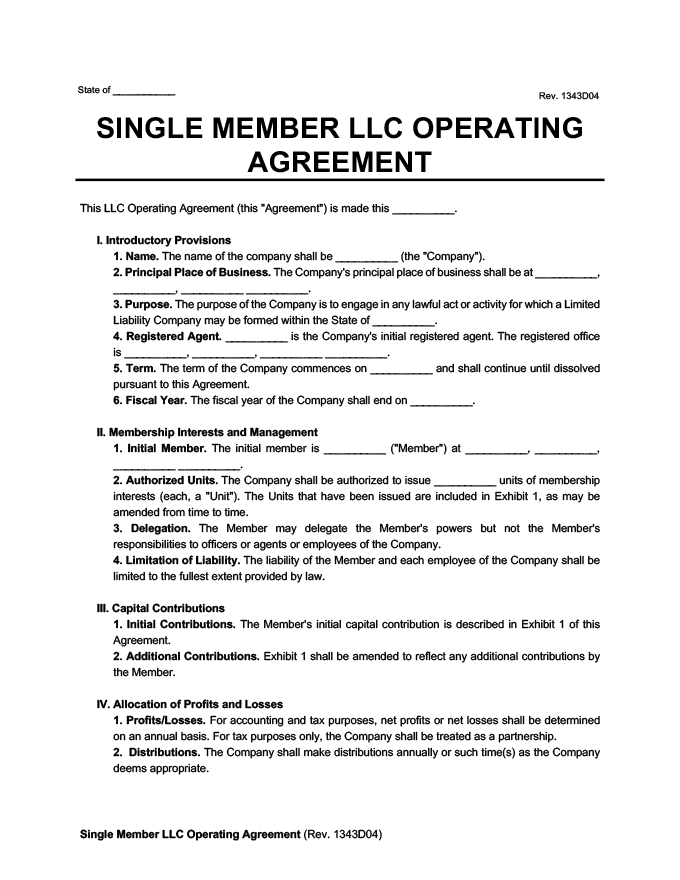 State of __________
Rev. 1343D04
SINGLE MEMBER LLC OPERATING
AGREEMENT
This LLC Operating Agreement (this "Agreement") is made this __________.
I. Introductory Provisions
1. Name. The name of the company shall be __________ (the "Company").
2. Principal Place of Business. The Company's principal place of business shall be at __________,
__________, __________ __________.
3. Purpose. The purpose of the Company is to engage in any lawful act or activity for which a Limited
Liability Company may be formed within the State of __________.
4. Registered Agent. __________ is the Company's initial registered agent. The registered office
is __________, __________, __________ __________.
5. Term. The term of the Company commences on __________ and shall continue until dissolved
pursuant to this Agreement.
6. Fiscal Year. The fiscal year of the Company shall end on __________.
II. Membership Interests and Management
1. Initial Member. The initial member is __________ ("Member") at __________, __________,
__________ __________.
2. Authorized Units. The Company shall be authorized to issue __________ units of membership
interests (each, a "Unit"). The Units that have been issued are included in Exhibit 1, as may be
amended from time to time.
3. Delegation. The Member may delegate the Member's powers but not the Member's
responsibilities to officers or agents or employees of the Company.
4. Limitation of Liability. The liability of the Member and each employee of the Company shall be
limited to the fullest extent provided by law.
III. Capital Contributions
1. Initial Contributions. The Member's initial capital contribution is described in Exhibit 1 of this
Agreement.
2. Additional Contributions. Exhibit 1 shall be amended to reflect any additional contributions by
the Member.
IV. Allocation of Profits and Losses
1. Profits/Losses. For accounting and tax purposes, net profits or net losses shall be determined
on an annual basis. For tax purposes only, the Company shall be treated as a partnership.
2. Distributions. The Company shall make distributions annually or such time(s) as the Company
deems appropriate.
Single Member LLC Operating Agreement (Rev. 1343D04)